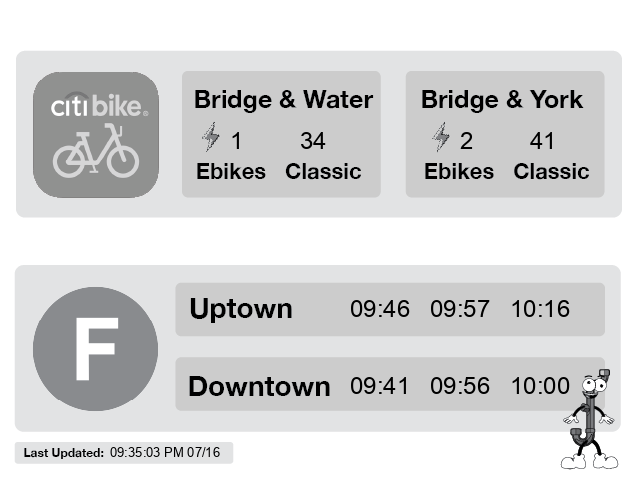 citi bike®
Bridge & Water
1 34
Ebikes Classic
Bridge & York
2 41
Ebikes Classic
F
Uptown 09:46 09:57 10:16
Downtown 09:41 09:56 10:00
Last Updated: 09:35:03 PM 07/16